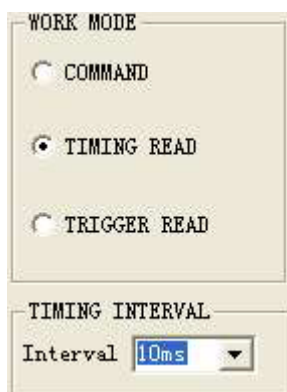 WORK MODE
COMMAND
TIMING READ
TRIGGER READ
TIMING INTERVAL
Interval 10ms